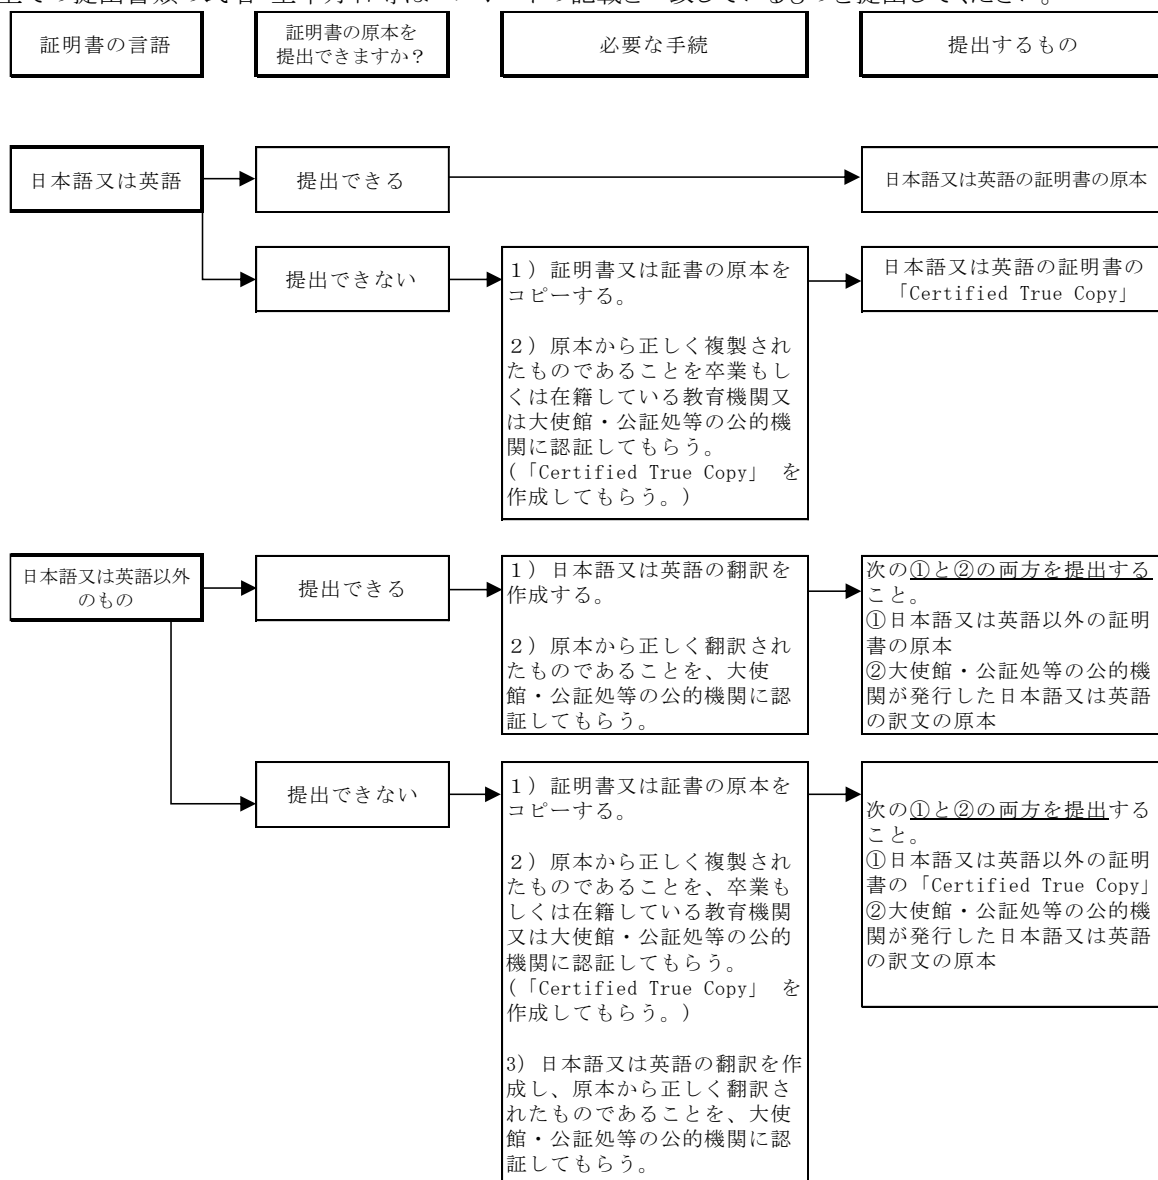 証明書の言語
証明書の原本を
提出できますか？
必要な手続
提出するもの
日本語又は英語
提出できる
日本語又は英語の証明書の原本
提出できない
１）証明書又は証書の原本を
コピーする。
２）原本から正しく複製され
たものであることを卒業もし
くは在籍している教育機関又
は大使館・公証処等の公的機
関に認証してもらう。
(「Certified True Copy」 を
作成してもらう。)
日本語又は英語の証明書の
「Certified True Copy」
日本語又は英語以外
のもの
提出できる
１）日本語又は英語の翻訳を
作成する。
２）原本から正しく翻訳され
たものであることを、大使
館・公証処等の公的機関に認
証してもらう。
次の①と②の両方を提出する
こと。
①日本語又は英語以外の証明
書の原本
②大使館・公証処等の公的機
関が発行した日本語又は英語
の訳文の原本
提出できない
１）証明書又は証書の原本を
コピーする。
２）原本から正しく複製され
たものであることを、卒業も
しくは在籍している教育機関
又は大使館・公証処等の公的
機関に認証してもらう。
(「Certified True Copy」 を
作成してもらう。)
3) 日本語又は英語の翻訳を作
成し、原本から正しく翻訳さ
れたものであることを、大使
館・公証処等の公的機関に認
証してもらう。
次の①と②の両方を提出する
こと。
①日本語又は英語以外の証明
書の「Certified True Copy」
②大使館・公証処等の公的機
関が発行した日本語又は英語
の訳文の原本